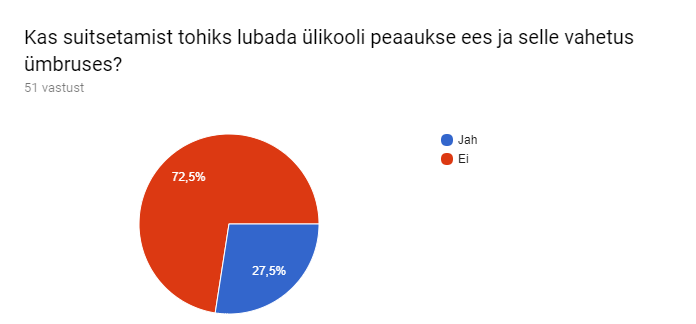 Kas suitsetamist tohiks lubada ülikooli peaaukse ees ja selle vahetus
ümbruses?
51 vastust
Jah
Ei
72,5%
27,5%